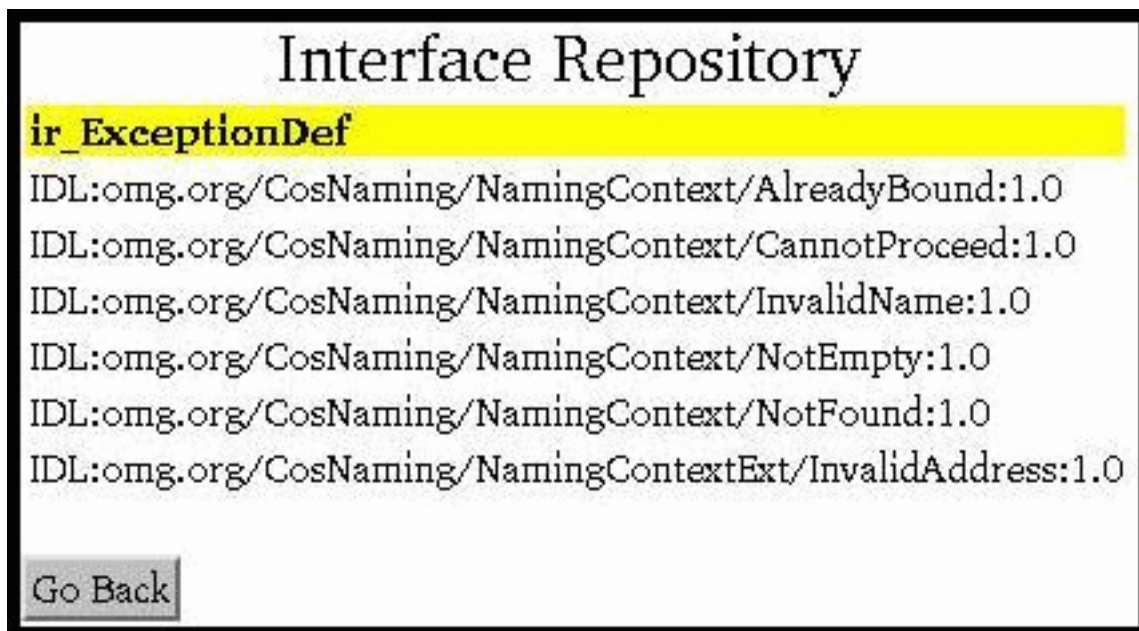 Interface Repository
ir_ExceptionDef
IDL:omg.org/CosNaming/NamingContext/AlreadyBound:1.0
IDL:omg.org/CosNaming/NamingContext/CannotProceed:1.0
IDL:omg.org/CosNaming/NamingContext/InvalidName:1.0
IDL:omg.org/CosNaming/NamingContext/NotEmpty:1.0
IDL:omg.org/CosNaming/NamingContext/NotFound:1.0
IDL:omg.org/CosNaming/NamingContextExt/InvalidAddress:1.0
Go Back